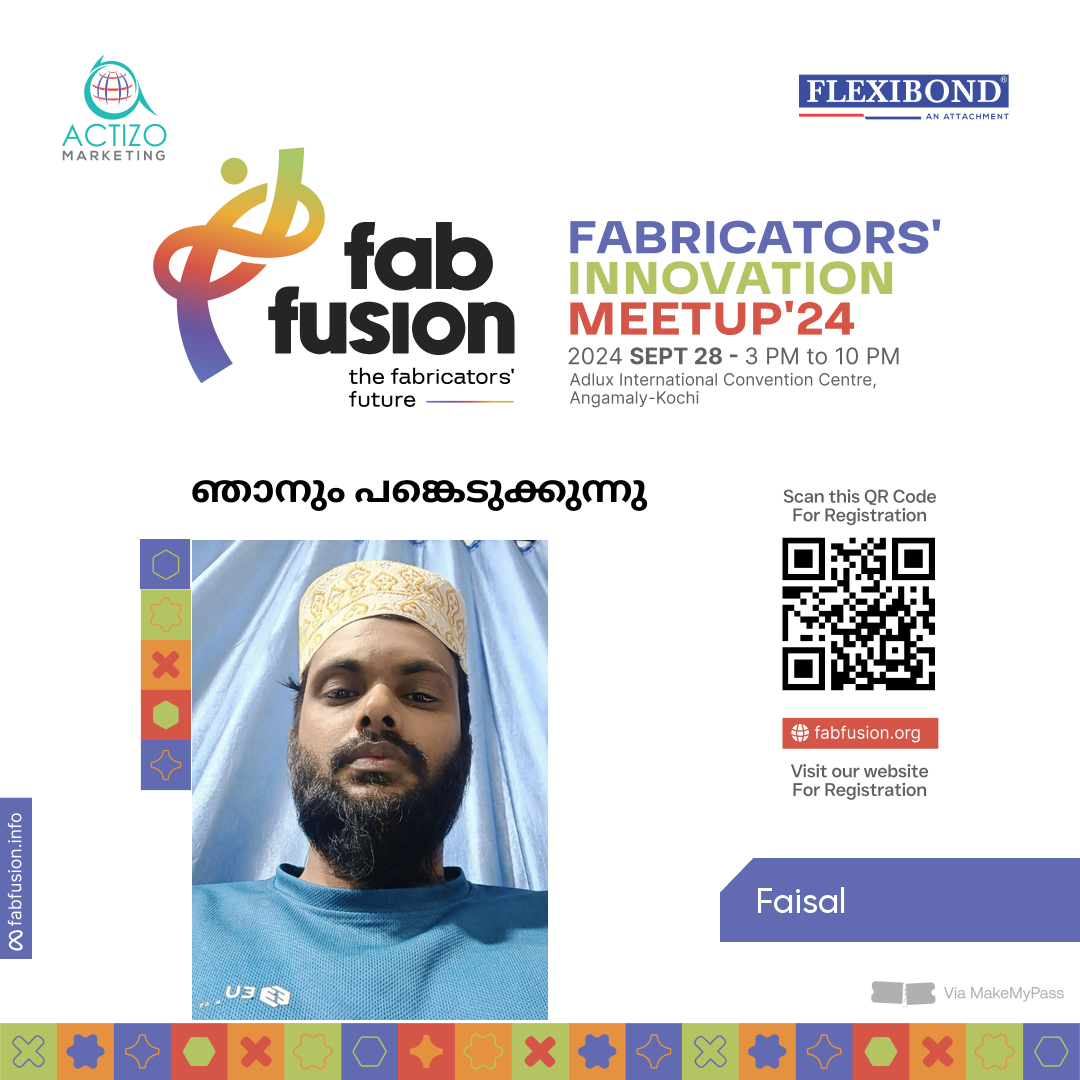 ACTIZO
MARKETING
FLEXIBOND®
AN ATTACHMENT
fab
fusion
the fabricators'
future
FABRICATORS'
INNOVATION
MEETUP'24
2024 SEPT 28 - 3 PM to 10 PM
Adlux International Convention Centre,
Angamaly-Kochi
ഞാനും പങ്കെടുക്കുന്നു
Scan this QR Code
For Registration
fabfusion.org
Visit our website
For Registration
fabfusion.info
Faisal
Via MakeMyPass